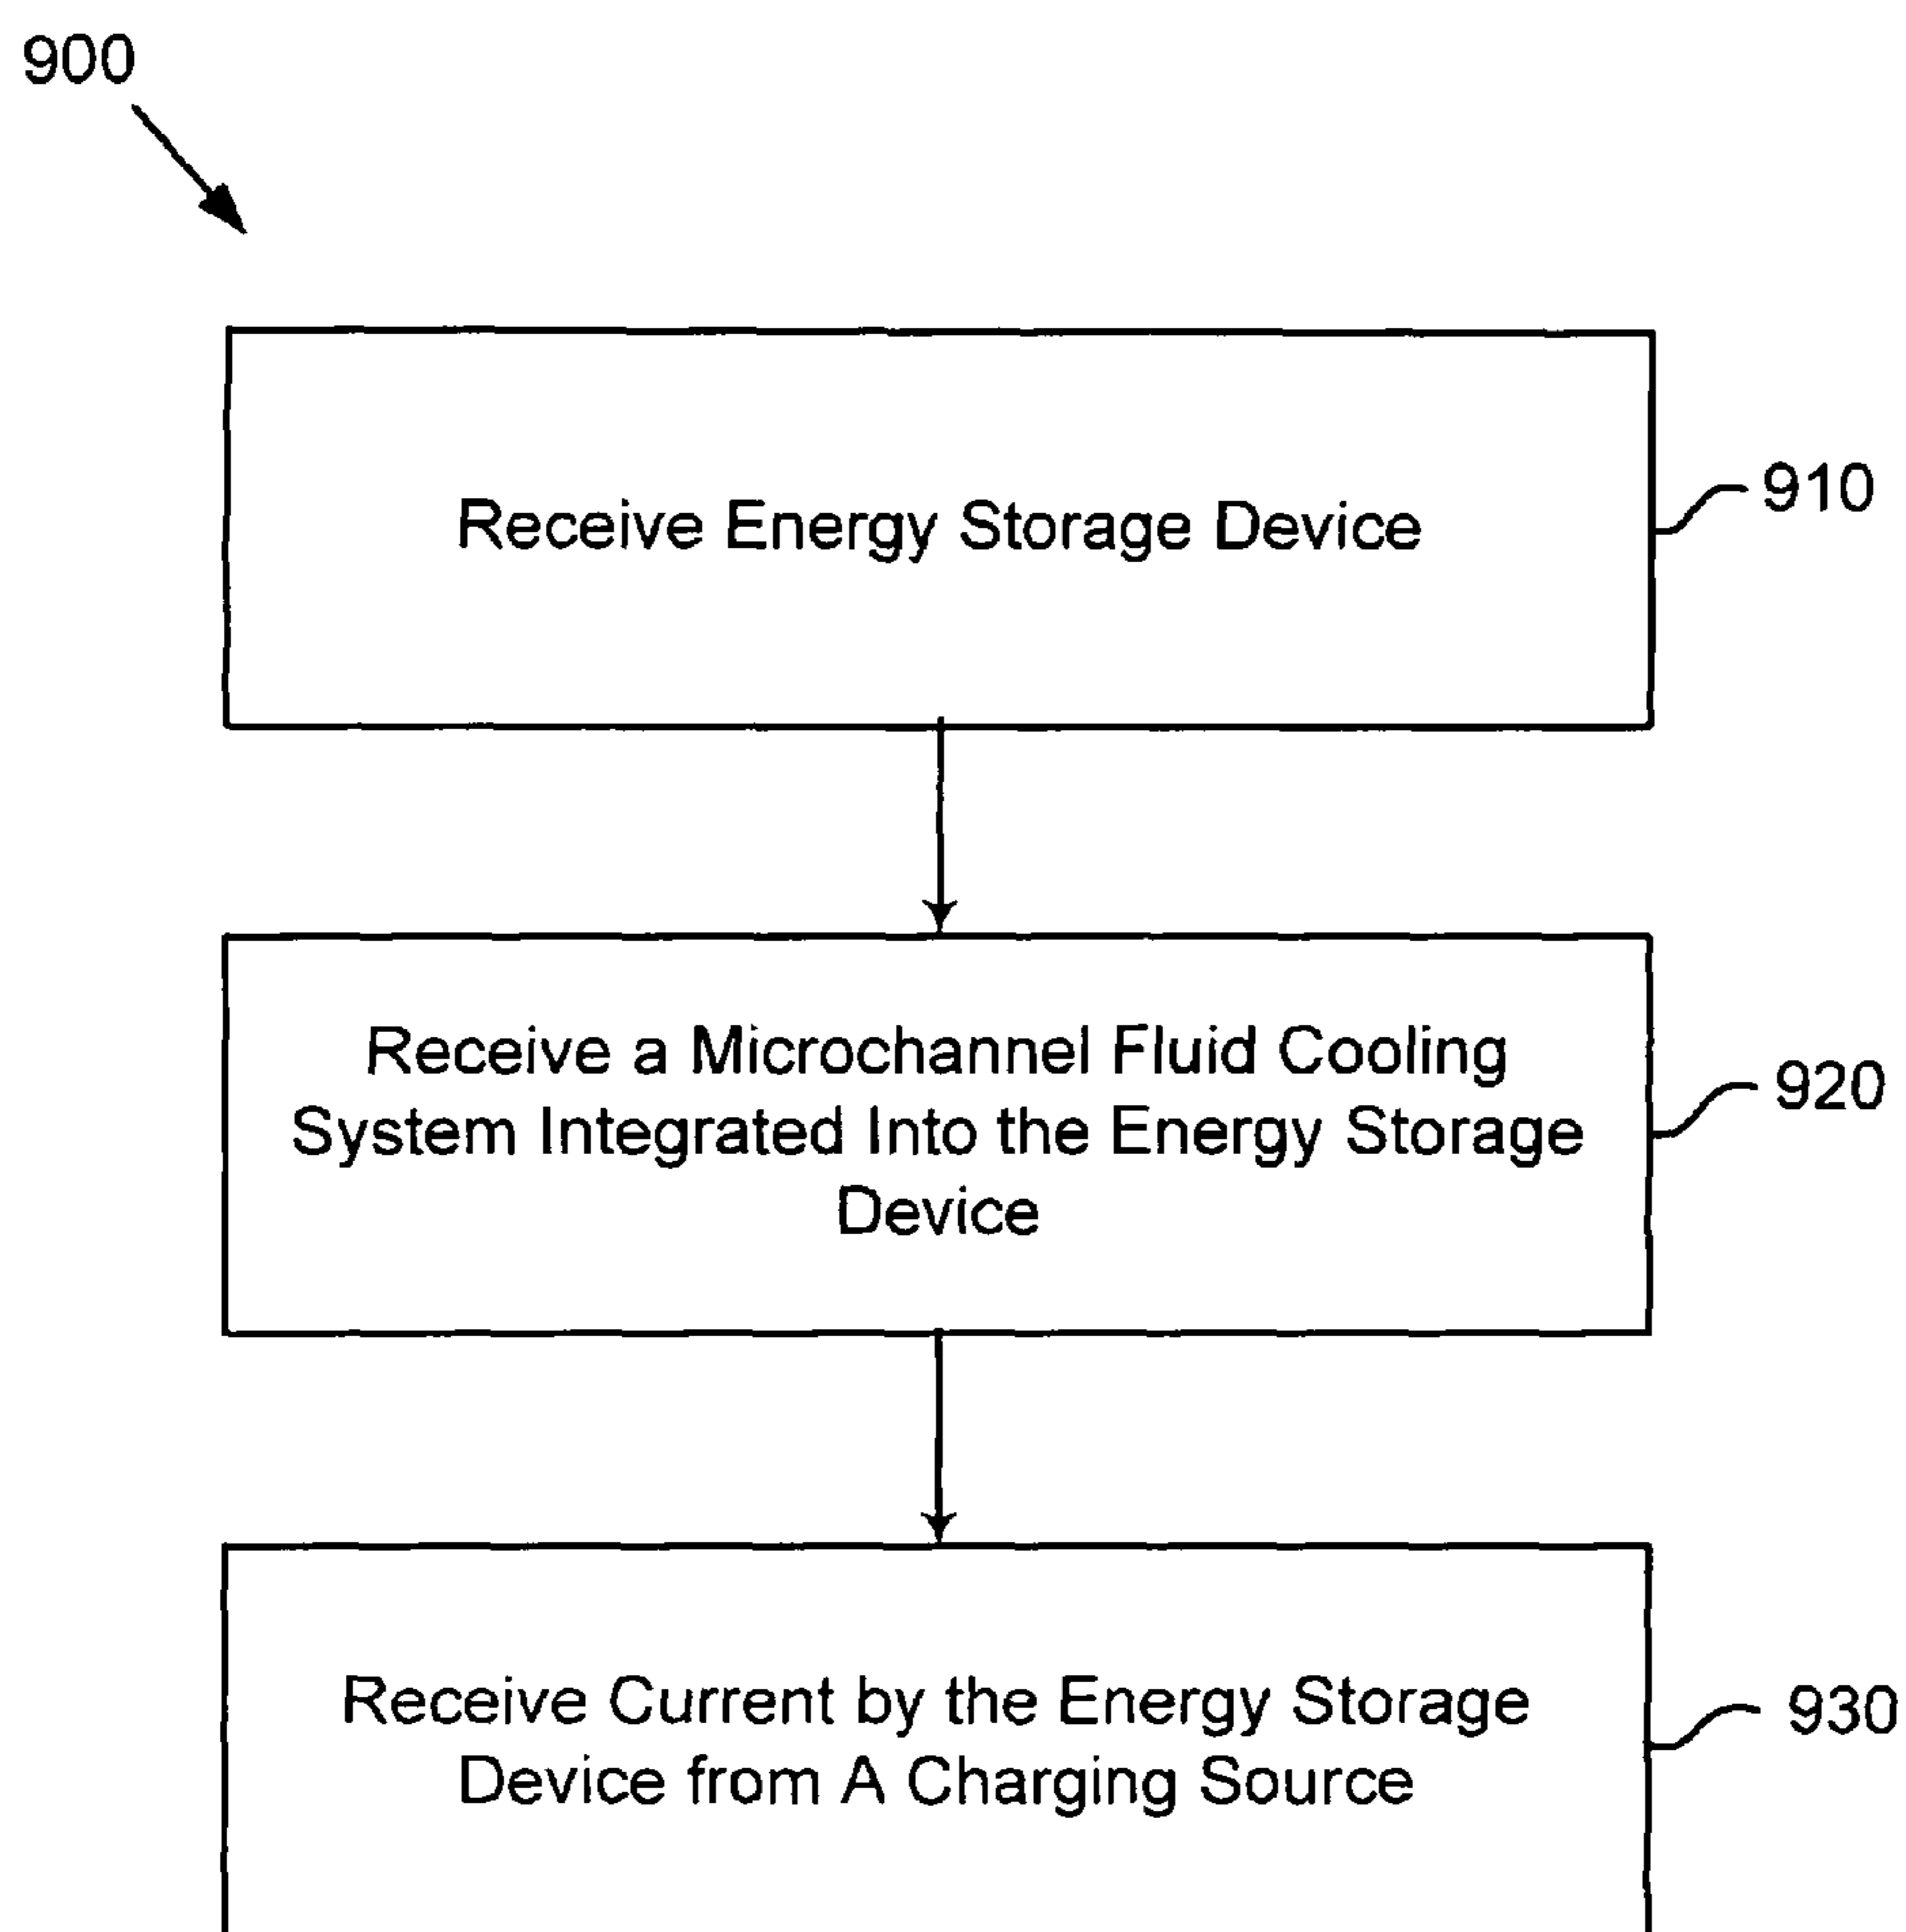 900
Receive Energy Storage Device
910
Receive a Microchannel Fluid Cooling
System Integrated Into the Energy Storage
Device
920
Receive Current by the Energy Storage
Device from A Charging Source
930